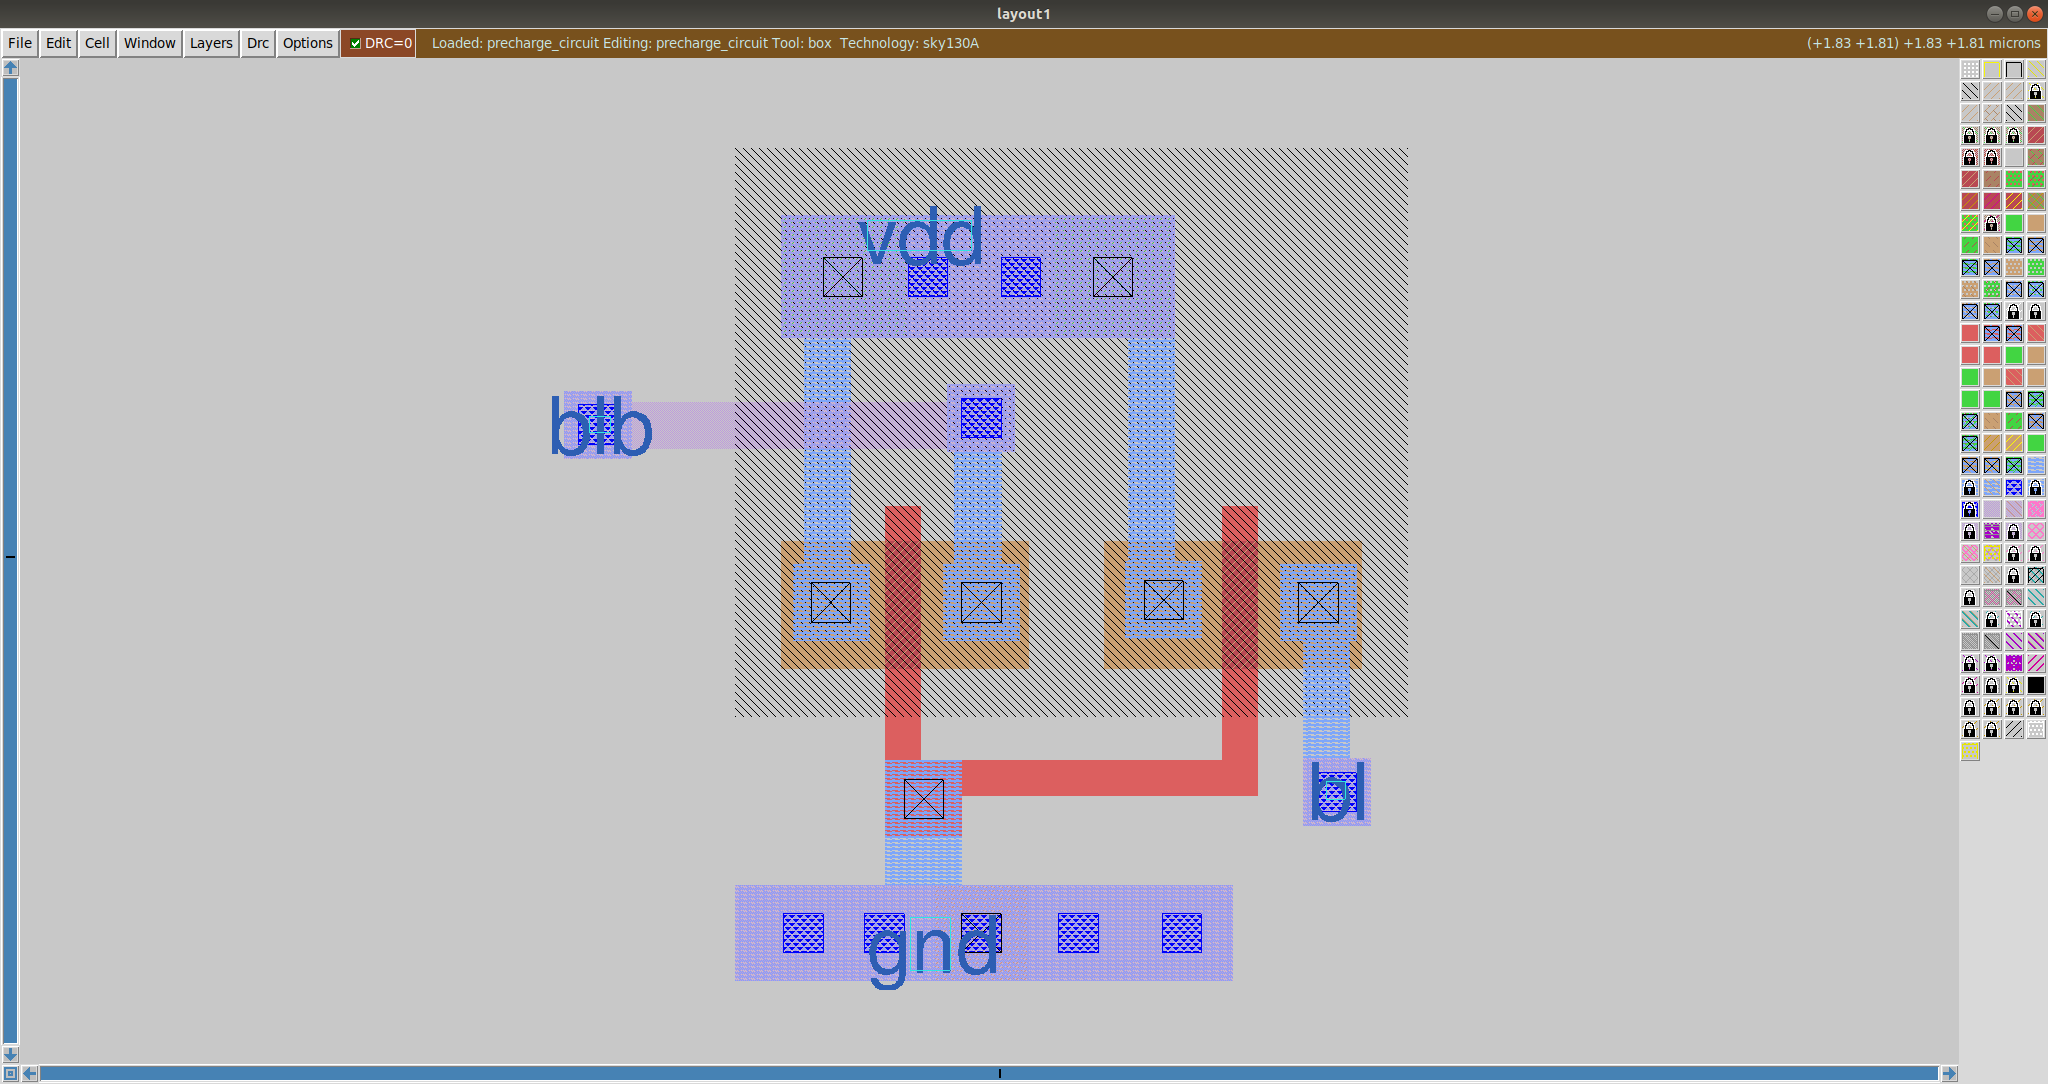 layout1
File Edit Cell Window Layers Drc Options DRC=0 Loaded: precharge_circuit Editing: precharge_circuit Tool: box Technology: sky130A (+1.83 +1.81) +1.83 +1.81 microns
vdd
blb
bl
gnd